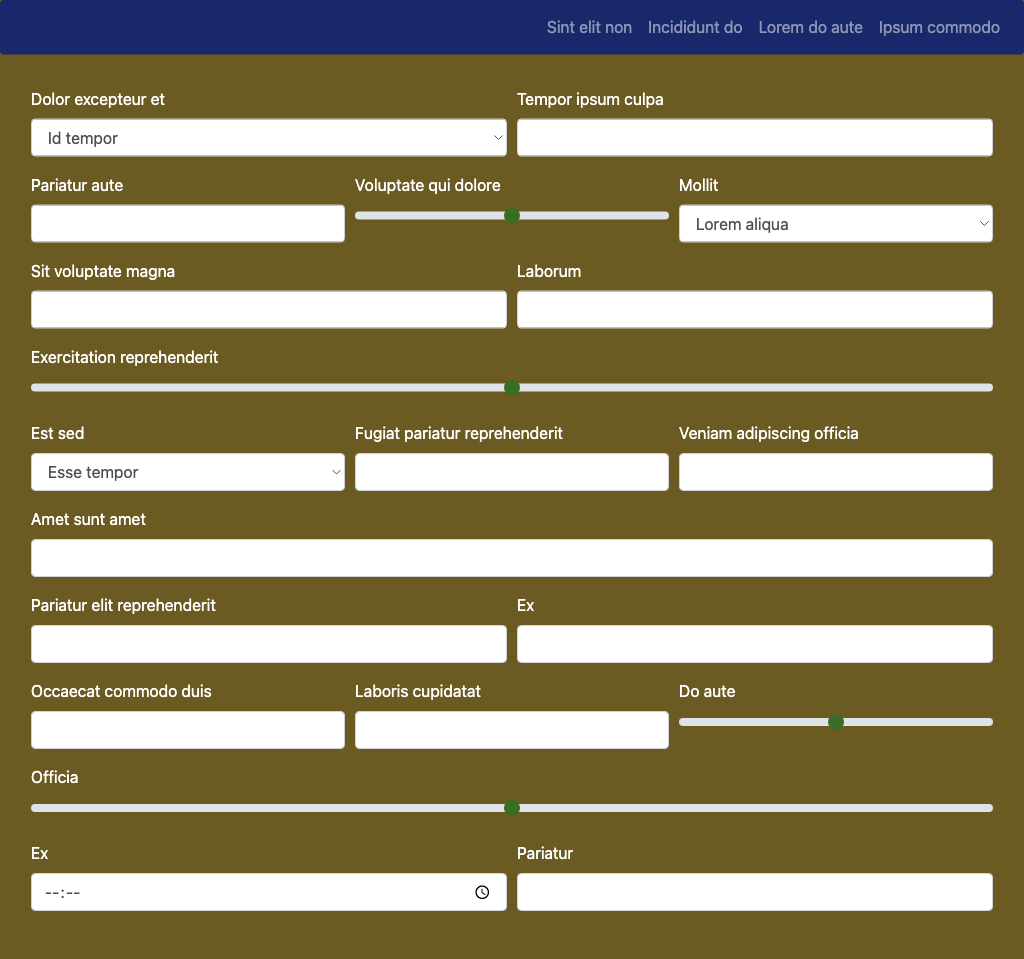 Sint elit non Incididunt do Lorem do aute Ipsum commodo
Dolor excepteur et Tempor ipsum culpa
Id tempor
Pariatur aute Voluptate qui dolore Mollit
Lorem aliqua
Sit voluptate magna Laborum
Exercitation reprehenderit
Est sed Fugiat pariatur reprehenderit Veniam adipiscing officia
Esse tempor
Amet sunt amet
Pariatur elit reprehenderit Ex
Occaecat commodo duis Laboris cupidatat Do aute
Officia
Ex Pariatur
--:--